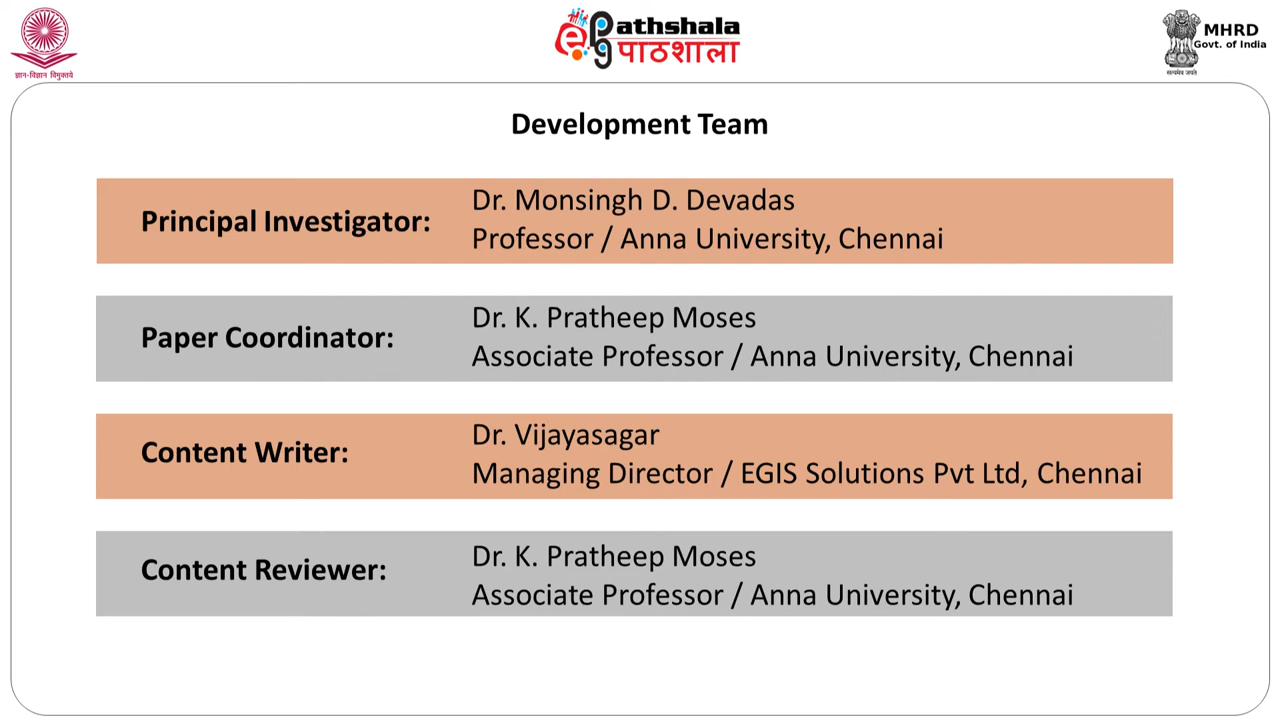 ज्ञान-विज्ञान विमुक्तये
ePG Pathshala
पाठशाला
MHRD
Govt. of India
सत्यमेव जयते
Development Team
Principal Investigator:
Dr. Monsingh D. Devadas
Professor / Anna University, Chennai
Paper Coordinator:
Dr. K. Pratheep Moses
Associate Professor / Anna University, Chennai
Content Writer:
Dr. Vijayasagar
Managing Director / EGIS Solutions Pvt Ltd, Chennai
Content Reviewer:
Dr. K. Pratheep Moses
Associate Professor / Anna University, Chennai